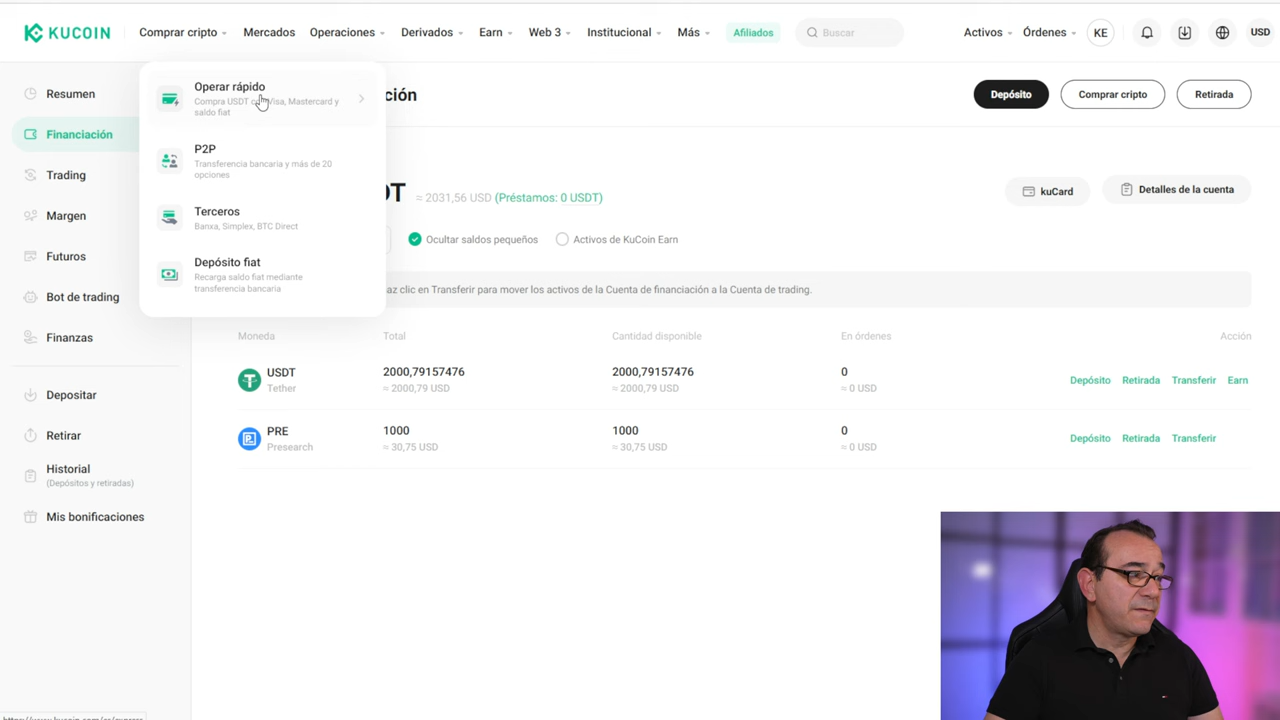 KUCOIN
Comprar cripto
Mercados
Operaciones
Derivados
Earn
Web 3
Institucional
Más
Afiliados
Buscar
Activos
Órdenes
KE
USD
Resumen
Financiación
Trading
Margen
Futuros
Bot de trading
Finanzas
Depositar
Retirar
Historial
(Depósitos y retiradas)
Mis bonificaciones
Operar rápido
Compra USDT Visa, Mastercard y
saldo fiat
P2P
Transferencia bancaria y más de 20
opciones
Terceros
Banxa, Simplex, BTC Direct
Depósito fiat
Recarga saldo fiat mediante
transferencia bancaria
ción
Depósito
Comprar cripto
Retirada
DT ≈ 2031,56 USD (Préstamos: 0 USDT)
kuCard
Detalles de la cuenta
Ocultar saldos pequeños
Activos de KuCoin Earn
az clic en Transferir para mover los activos de la Cuenta de financiación a la Cuenta de trading.
Moneda Total Cantidad disponible En órdenes Acción
USDT 2000,79157476 2000,79157476 0
Tether ≈ 2000,79 USD ≈ 2000,79 USD ≈ 0 USD
Depósito Retirada Transferir Earn
PRE 1000 1000 0
Presearch ≈ 30,75 USD ≈ 30,75 USD ≈ 0 USD
Depósito Retirada Transferir